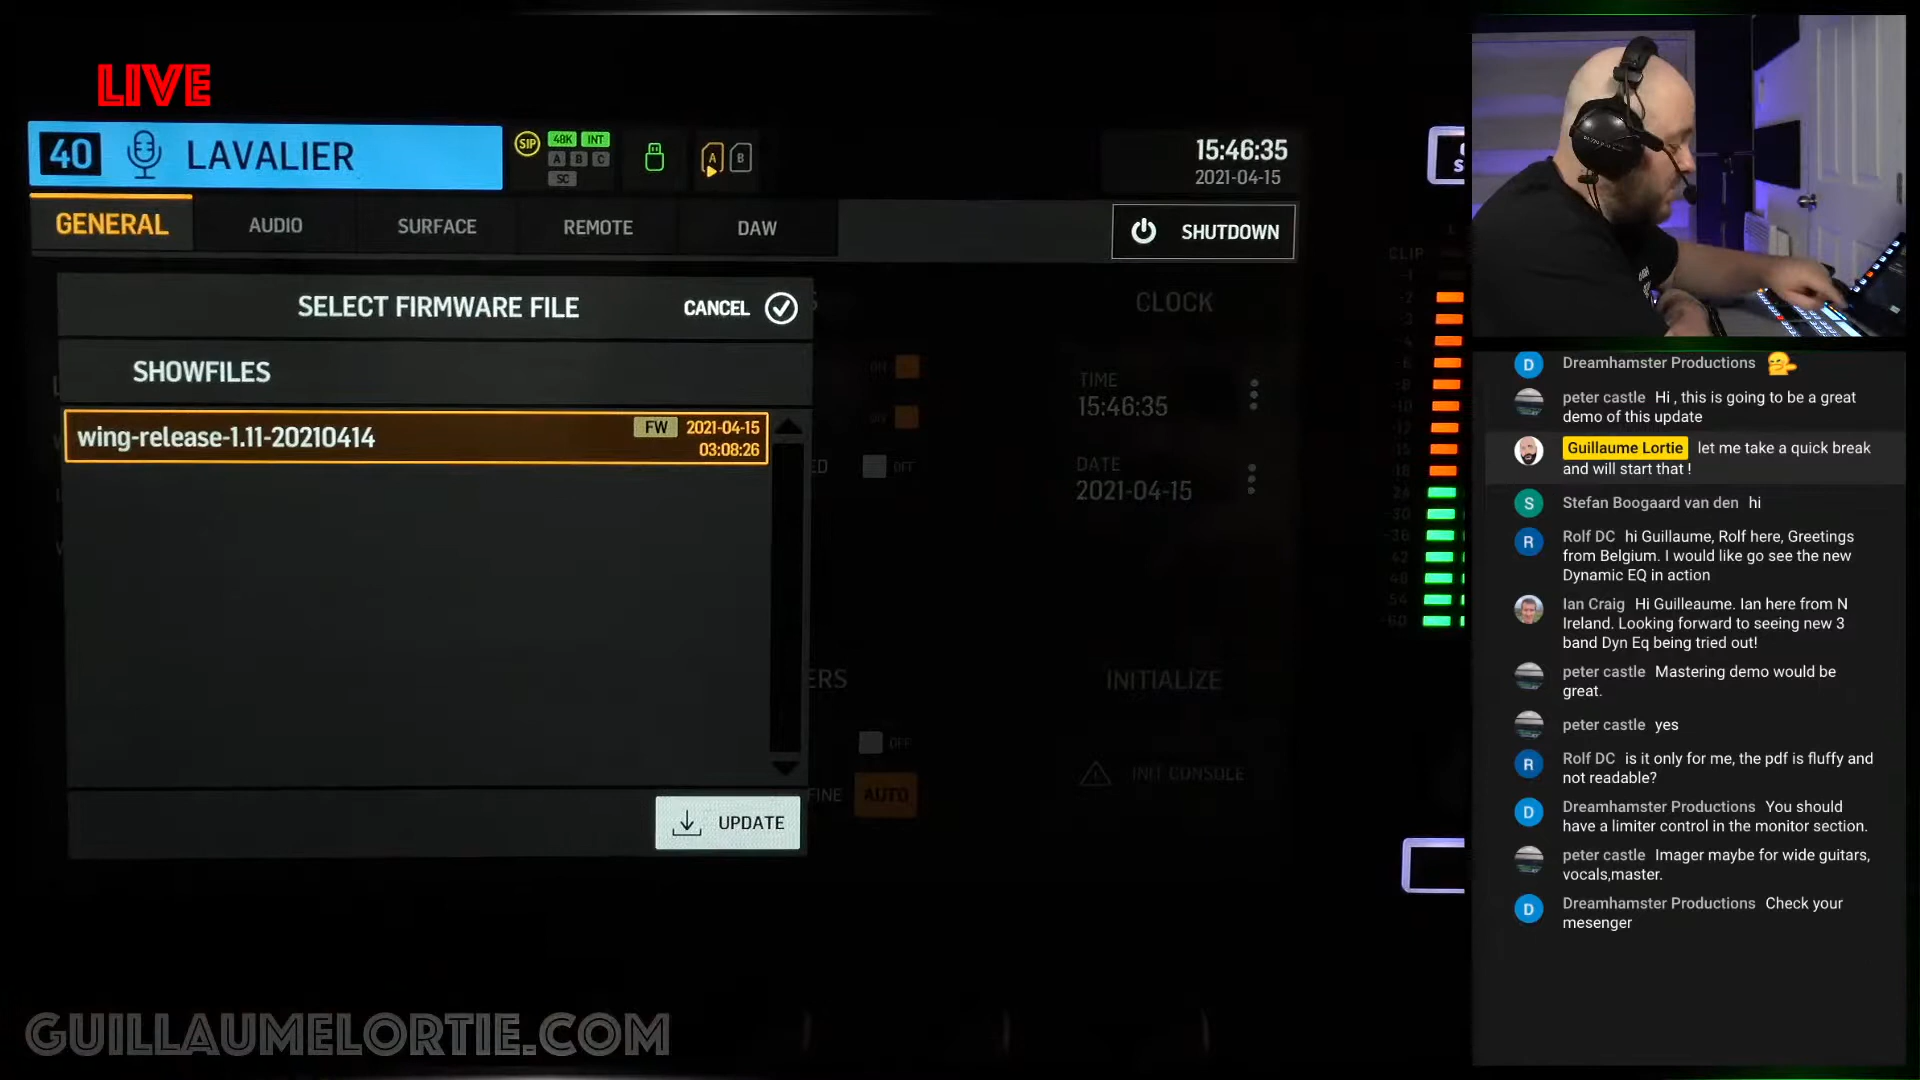 LIVE
40 LAVALIER
SIP 48K INT
A B C
SC
A B
15:46:35
2021-04-15
GENERAL AUDIO SURFACE REMOTE DAW
SHUTDOWN
SELECT FIRMWARE FILE CANCEL
SHOWFILES
wing-release-1.11-20210414 FW 2021-04-15
03:08:26
UPDATE
ON
OFF
OFF
OFF
FINE AUTO
CLOCK
TIME
15:46:35
DATE
2021-04-15
INITIALIZE
INIT CONSOLE
CLIP
Dreamhamster Productions
peter castle Hi , this is going to be a great
demo of this update
Guillaume Lortie let me take a quick break
and will start that !
S Stefan Boogaard van den hi
R Rolf DC hi Guillaume, Rolf here, Greetings
from Belgium. I would like go see the new
Dynamic EQ in action
Ian Craig Hi Guilleaume. Ian here from N
Ireland. Looking forward to seeing new 3
band Dyn Eq being tried out!
peter castle Mastering demo would be
great.
peter castle yes
R Rolf DC is it only for me, the pdf is fluffy and
not readable?
D Dreamhamster Productions You should
have a limiter control in the monitor section.
peter castle Imager maybe for wide guitars,
vocals,master.
D Dreamhamster Productions Check your
mesenger
GUILLAUMELORTIE.COM